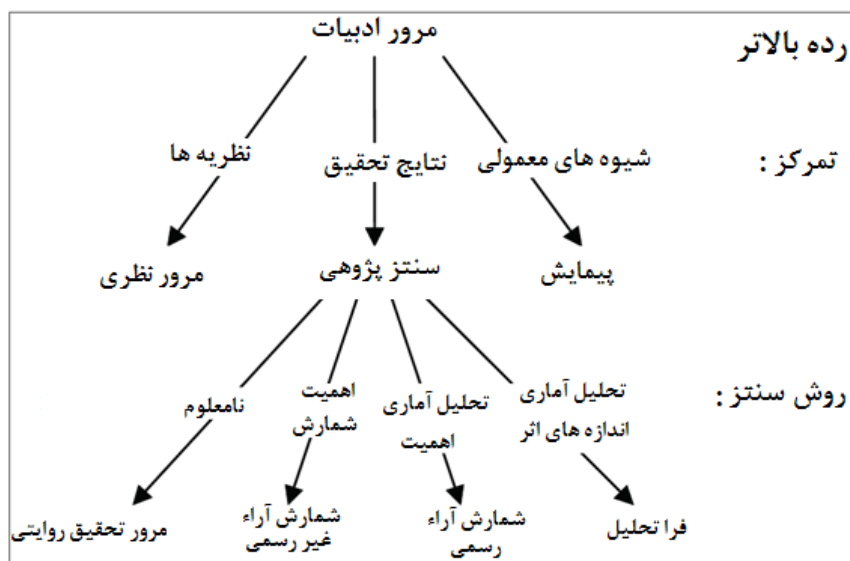 مرور ادبیات
رده بالاتر
تمرکز :
شیوه های معمولی
نتایج تحقیق
نظریه ها
پیمایش
سنتز پژوهی
مرور نظری
روش سنتز :
تحلیل آماری
اندازه های اثر
تحلیل آماری
اهمیت
اهمیت
شمارش
نامعلوم
فرا تحلیل
شمارش آراء
رسمی
شمارش آراء
غیر رسمی
مرور تحقیق روایتی